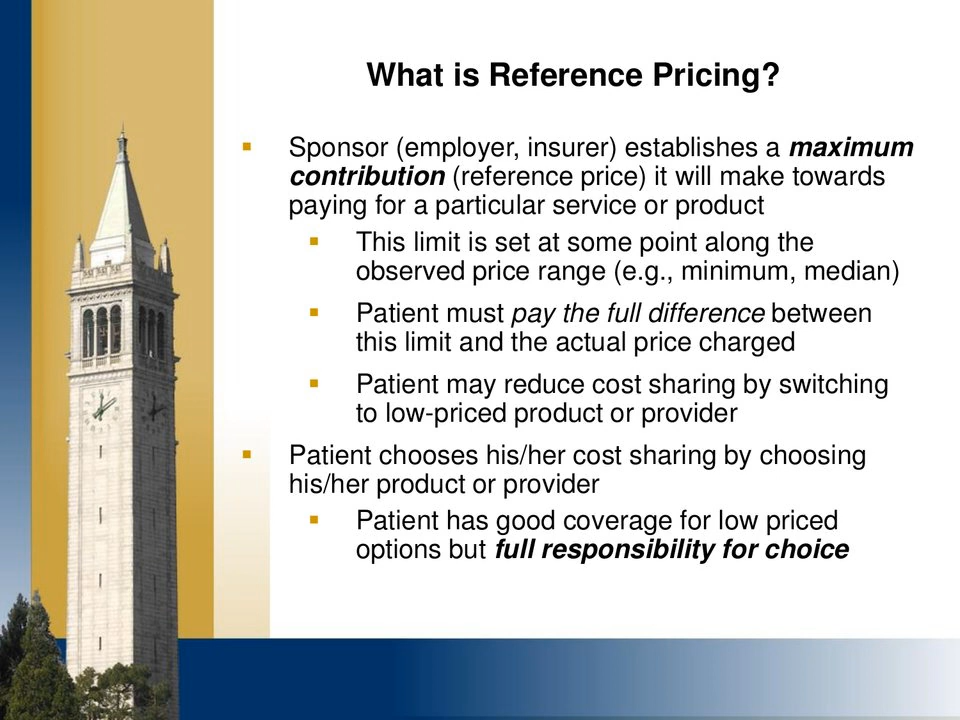 What is Reference Pricing?
▪ Sponsor (employer, insurer) establishes a maximum
contribution (reference price) it will make towards
paying for a particular service or product
▪ This limit is set at some point along the
observed price range (e.g., minimum, median)
▪ Patient must pay the full difference between
this limit and the actual price charged
▪ Patient may reduce cost sharing by switching
to low-priced product or provider
▪ Patient chooses his/her cost sharing by choosing
his/her product or provider
▪ Patient has good coverage for low priced
options but full responsibility for choice